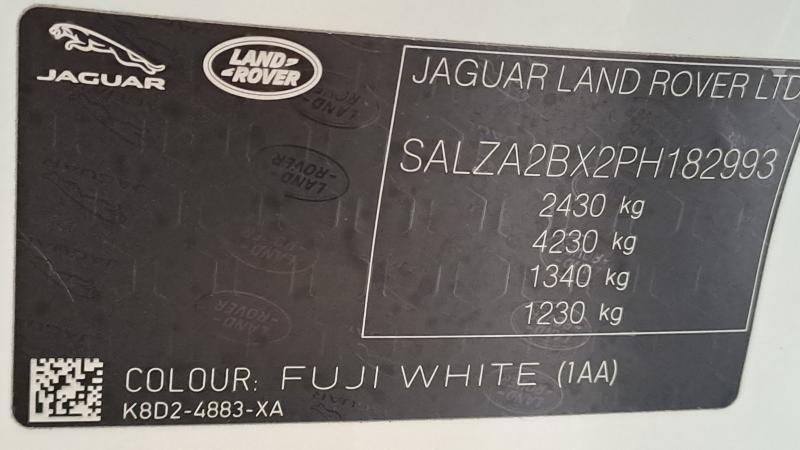 JAGUAR
LAND ROVER
JAGUAR LAND ROVER LTD
SALZA2BX2PH182993
2430 kg
4230 kg
1340 kg
1230 kg
COLOUR: FUJI WHITE (1AA)
K8D2-4883-XA